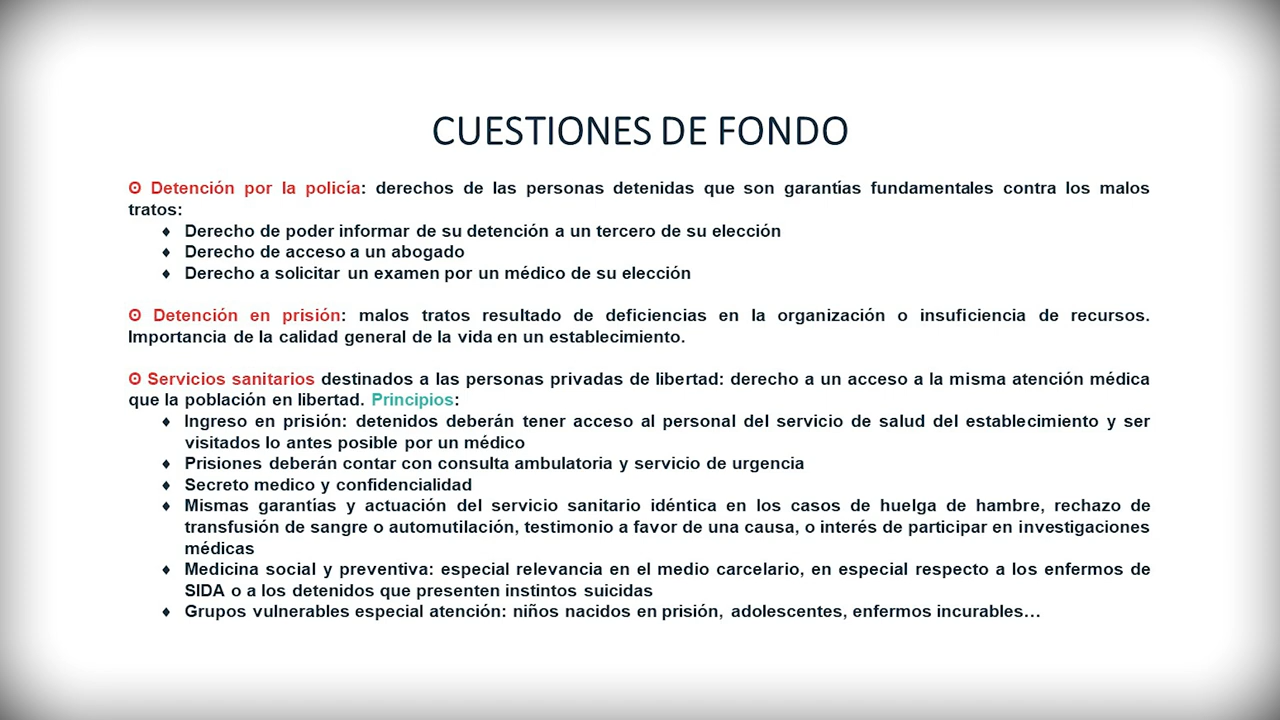 CUESTIONES DE FONDO
ʘ Detención por la policía: derechos de las personas detenidas que son garantías fundamentales contra los malos
tratos:
♦ Derecho de poder informar de su detención a un tercero de su elección
♦ Derecho de acceso a un abogado
♦ Derecho a solicitar un examen por un médico de su elección
ʘ Detención en prisión: malos tratos resultado de deficiencias en la organización o insuficiencia de recursos.
Importancia de la calidad general de la vida en un establecimiento.
ʘ Servicios sanitarios destinados a las personas privadas de libertad: derecho a un acceso a la misma atención médica
que la población en libertad. Principios:
♦ Ingreso en prisión: detenidos deberán tener acceso al personal del servicio de salud del establecimiento y ser
visitados lo antes posible por un médico
♦ Prisiones deberán contar con consulta ambulatoria y servicio de urgencia
♦ Secreto medico y confidencialidad
♦ Mismas garantías y actuación del servicio sanitario idéntica en los casos de huelga de hambre, rechazo de
transfusión de sangre o automutilación, testimonio a favor de una causa, o interés de participar en investigaciones
médicas
♦ Medicina social y preventiva: especial relevancia en el medio carcelario, en especial respecto a los enfermos de
SIDA o a los detenidos que presenten instintos suicidas
♦ Grupos vulnerables especial atención: niños nacidos en prisión, adolescentes, enfermos incurables…